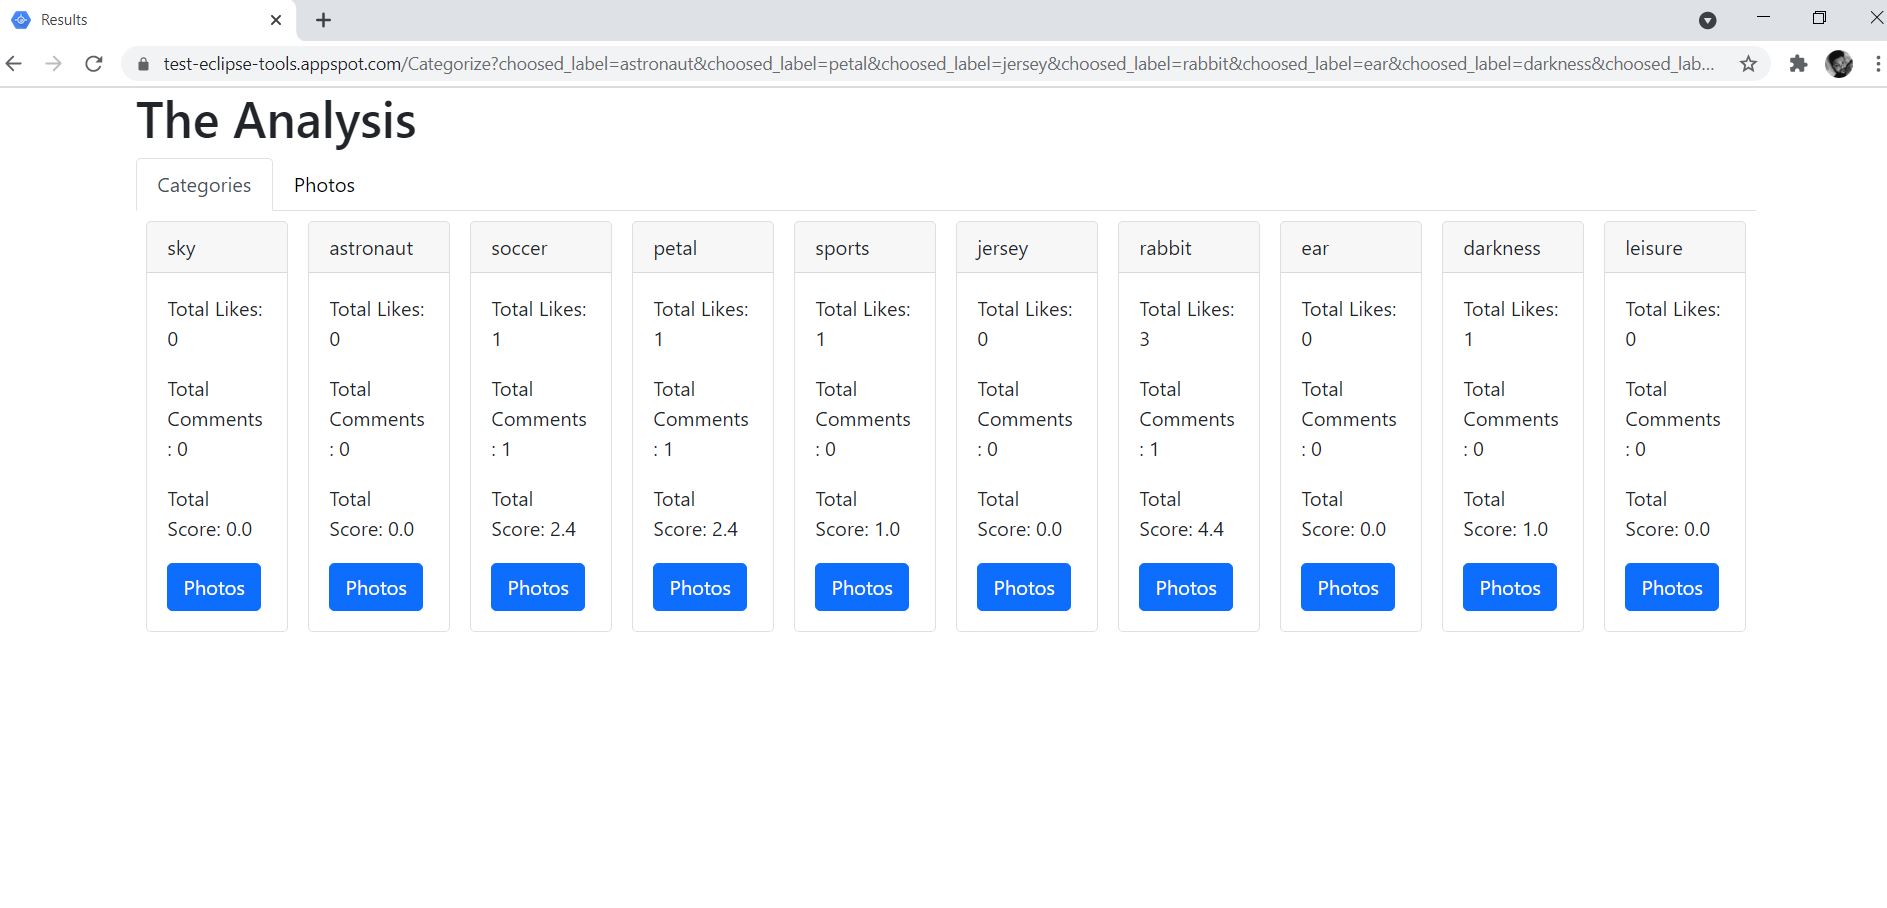 Results
test-eclipse-tools.appspot.com/Categorize?choosed_label=astronaut&choosed_label=petal&choosed_label=jersey&choosed_label=rabbit&choosed_label=ear&choosed_label=darkness&choosed_lab...
The Analysis
Categories
Photos
sky
Total Likes:
0
Total
Comments
: 0
Total
Score: 0.0
Photos
astronaut
Total Likes:
0
Total
Comments
: 0
Total
Score: 0.0
Photos
soccer
Total Likes:
1
Total
Comments
: 1
Total
Score: 2.4
Photos
petal
Total Likes:
1
Total
Comments
: 1
Total
Score: 2.4
Photos
sports
Total Likes:
1
Total
Comments
: 0
Total
Score: 1.0
Photos
jersey
Total Likes:
0
Total
Comments
: 0
Total
Score: 0.0
Photos
rabbit
Total Likes:
3
Total
Comments
: 1
Total
Score: 4.4
Photos
ear
Total Likes:
0
Total
Comments
: 0
Total
Score: 0.0
Photos
darkness
Total Likes:
1
Total
Comments
: 0
Total
Score: 1.0
Photos
leisure
Total Likes:
0
Total
Comments
: 0
Total
Score: 0.0
Photos